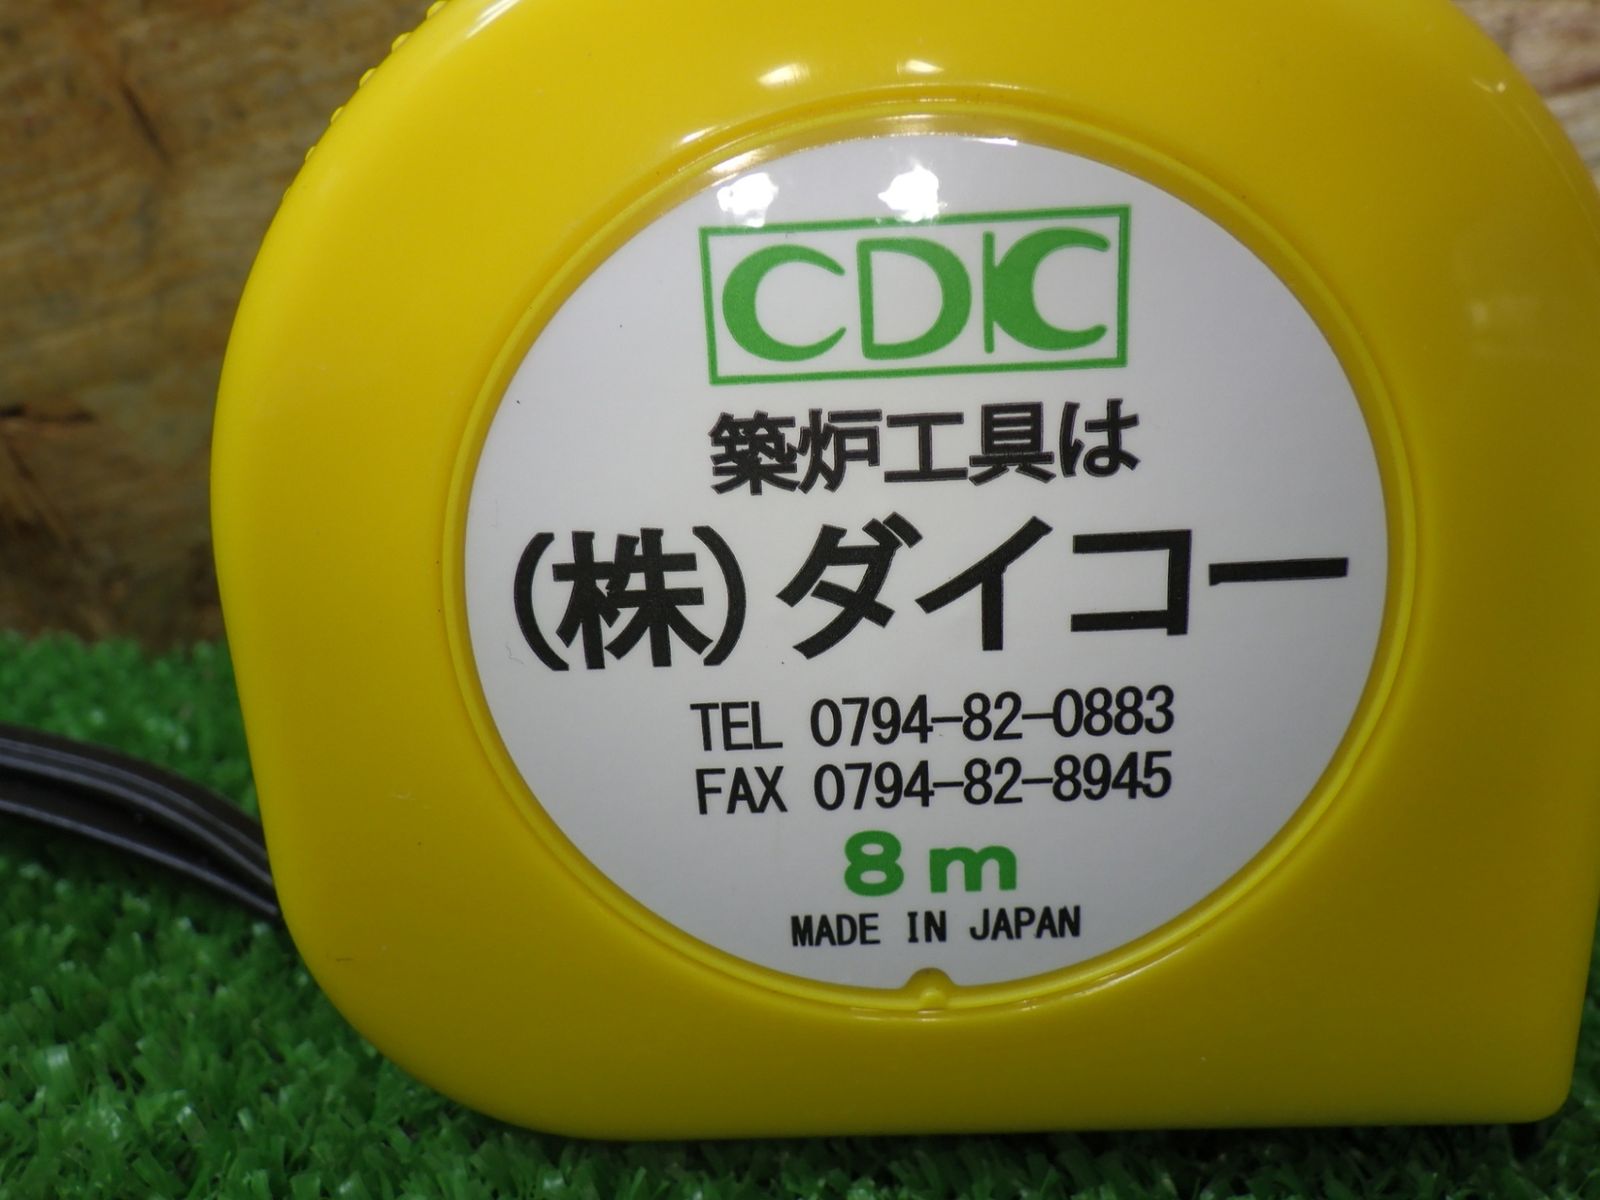 CDKC
築炉工具は
(株)ダイコー
TEL 0794-82-0883
FAX 0794-82-8945
8m
MADE IN JAPAN